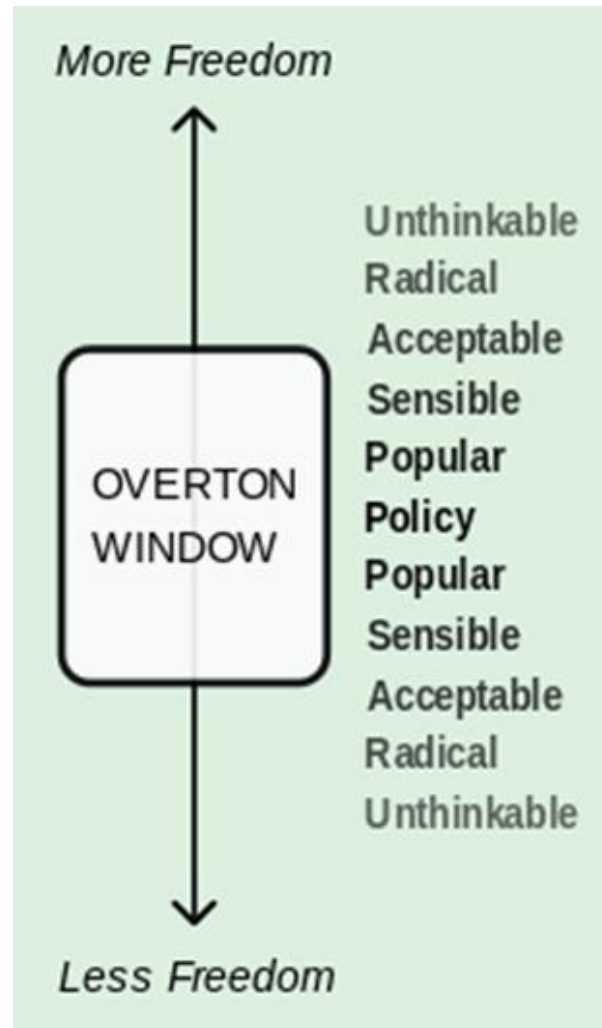 More Freedom
Unthinkable
Radical
Acceptable
Sensible
Popular
Policy
Popular
Sensible
Acceptable
Radical
Unthinkable
OVERTON
WINDOW
Less Freedom